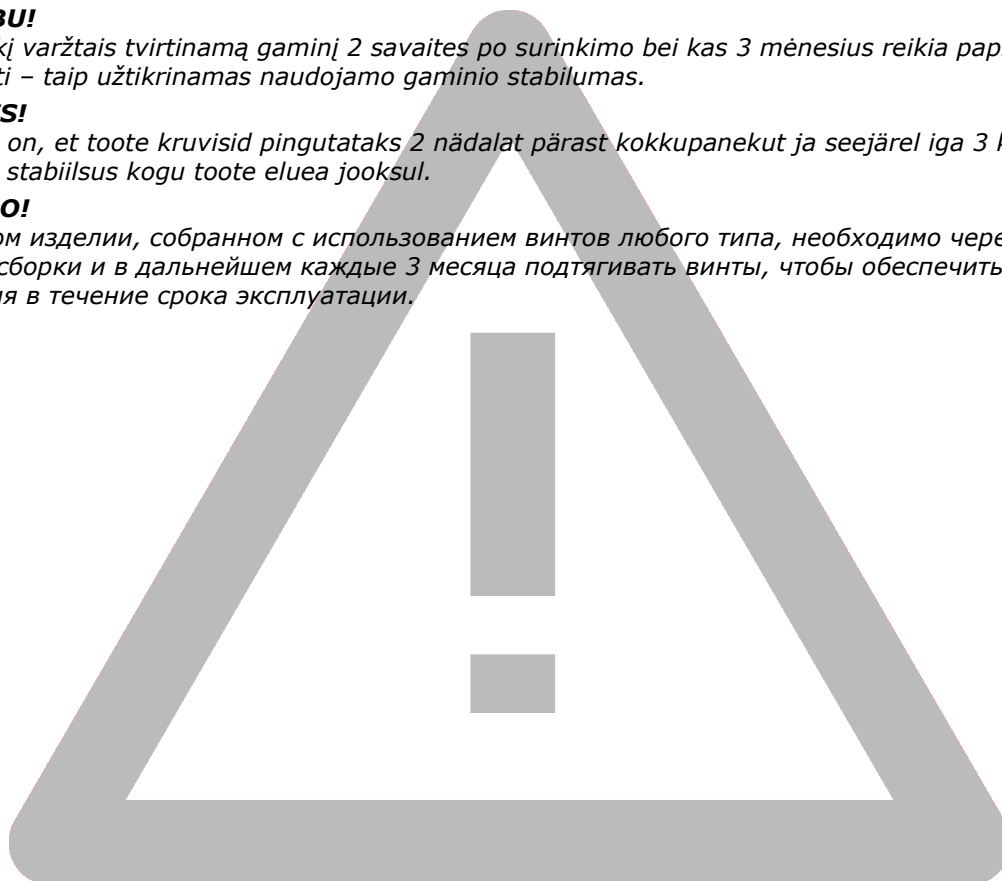 BU!
kį varžtais tvirtinamą gaminį 2 savaites po surinkimo bei kas 3 mėnesius reikia pap
ti – taip užtikrinamas naudojamo gaminio stabilumas.
S!
on, et toote kruvisid pingutataks 2 nädalat pärast kokkupanekut ja seejärel iga 3 k
stabiilsus kogu toote eluea jooksul.
O!
ом изделии, собранном с использованием винтов любого типа, необходимо чере
сборки и в дальнейшем каждые 3 месяца подтягивать винты, чтобы обеспечить
ия в течение срока эксплуатации.